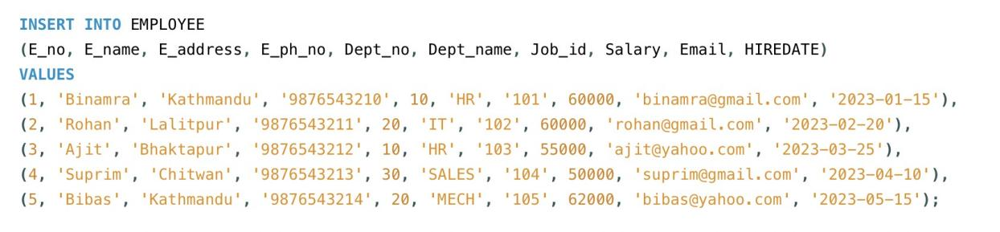 INSERT INTO EMPLOYEE
(E_no, E_name, E_address, E_ph_no, Dept_no, Dept_name, Job_id, Salary, Email, HIREDATE)
VALUES
(1, 'Binamra', 'Kathmandu', '9876543210', 10, 'HR', '101', 60000, 'binamra@gmail.com', '2023-01-15'),
(2, 'Rohan', 'Lalitpur', '9876543211', 20, 'IT', '102', 60000, 'rohan@gmail.com', '2023-02-20'),
(3, 'Ajit', 'Bhaktapur', '9876543212', 10, 'HR', '103', 55000, 'ajit@yahoo.com', '2023-03-25'),
(4, 'Suprim', 'Chitwan', '9876543213', 30, 'SALES', '104', 50000, 'suprim@gmail.com', '2023-04-10'),
(5, 'Bibas', 'Kathmandu', '9876543214', 20, 'MECH', '105', 62000, 'bibas@yahoo.com', '2023-05-15');